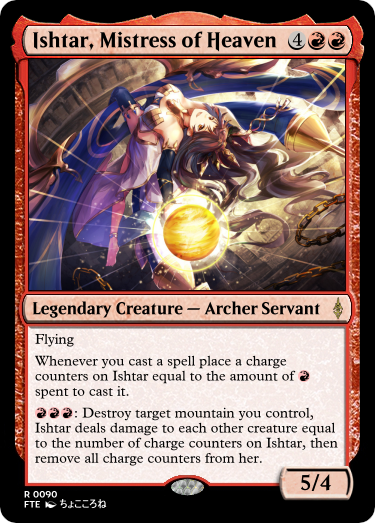 Ishtar, Mistress of Heaven 4
Legendary Creature — Archer Servant
Flying
Whenever you cast a spell place a charge
counters on Ishtar equal to the amount of
spent to cast it.
: Destroy target mountain you control,
Ishtar deals damage to each other creature equal
to the number of charge counters on Ishtar, then
remove all charge counters from her.
5/4
R 0090
FTE ちょこころね